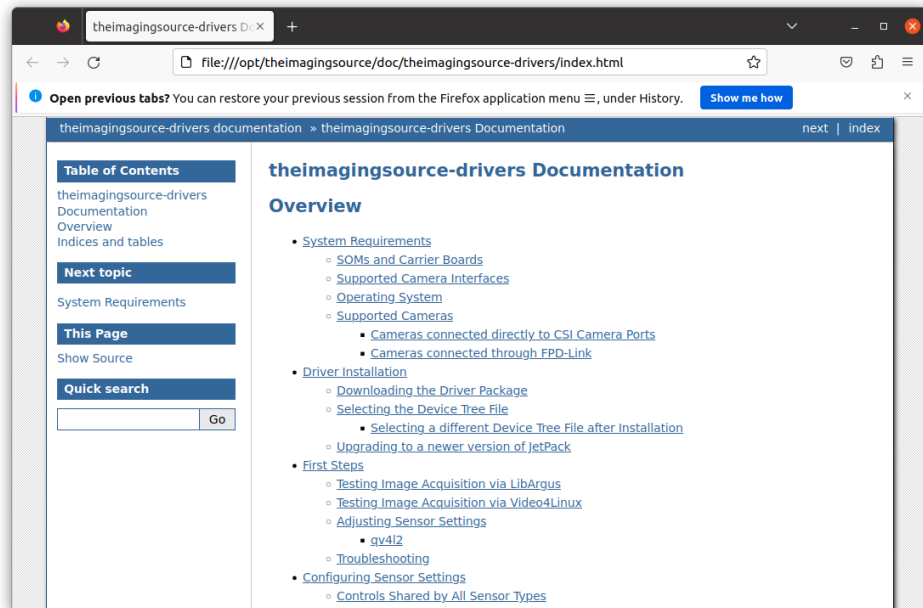 theimagingsource-drivers Do
file:///opt/theimagingsource/doc/theimagingsource-drivers/index.html
Open previous tabs? You can restore your previous session from the Firefox application menu ☰, under History.
Show me how
theimagingsource-drivers documentation » theimagingsource-drivers Documentation
next | index
Table of Contents
theimagingsource-drivers
Documentation
Overview
Indices and tables
Next topic
System Requirements
This Page
Show Source
Quick search
Go
theimagingsource-drivers Documentation
Overview
System Requirements
SOMs and Carrier Boards
Supported Camera Interfaces
Operating System
Supported Cameras
Cameras connected directly to CSI Camera Ports
Cameras connected through FPD-Link
Driver Installation
Downloading the Driver Package
Selecting the Device Tree File
Selecting a different Device Tree File after Installation
Upgrading to a newer version of JetPack
First Steps
Testing Image Acquisition via LibArgus
Testing Image Acquisition via Video4Linux
Adjusting Sensor Settings
qv4l2
Troubleshooting
Configuring Sensor Settings
Controls Shared by All Sensor Types